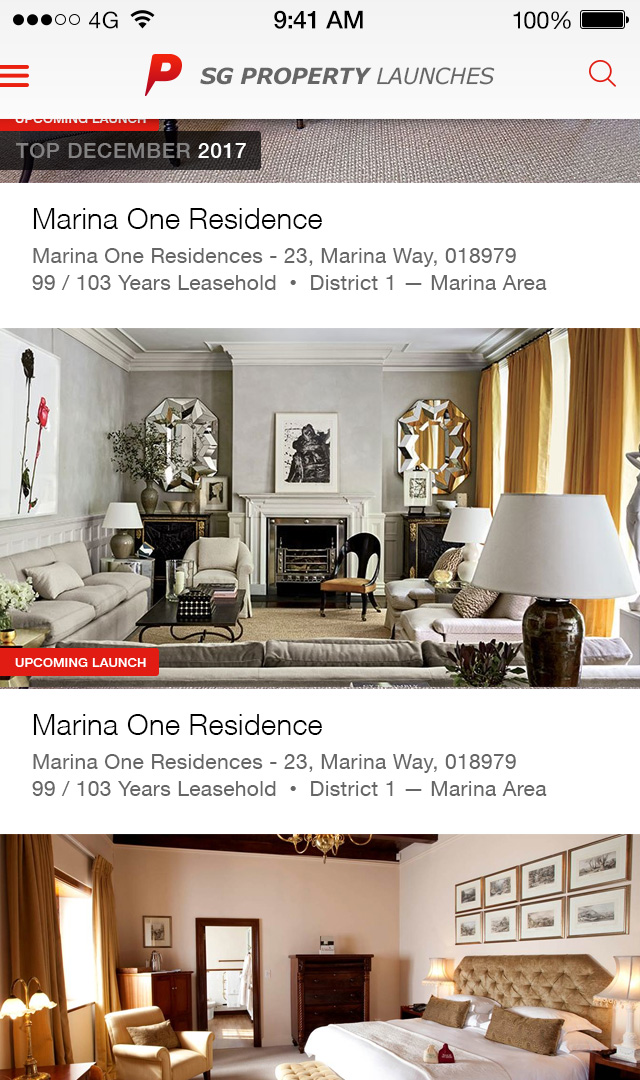 4G 9:41 AM 100%
SG PROPERTY LAUNCHES
UPCOMING LAUNCH
TOP DECEMBER 2017
Marina One Residence
Marina One Residences - 23, Marina Way, 018979
99 / 103 Years Leasehold • District 1 — Marina Area
UPCOMING LAUNCH
Marina One Residence
Marina One Residences - 23, Marina Way, 018979
99 / 103 Years Leasehold • District 1 — Marina Area